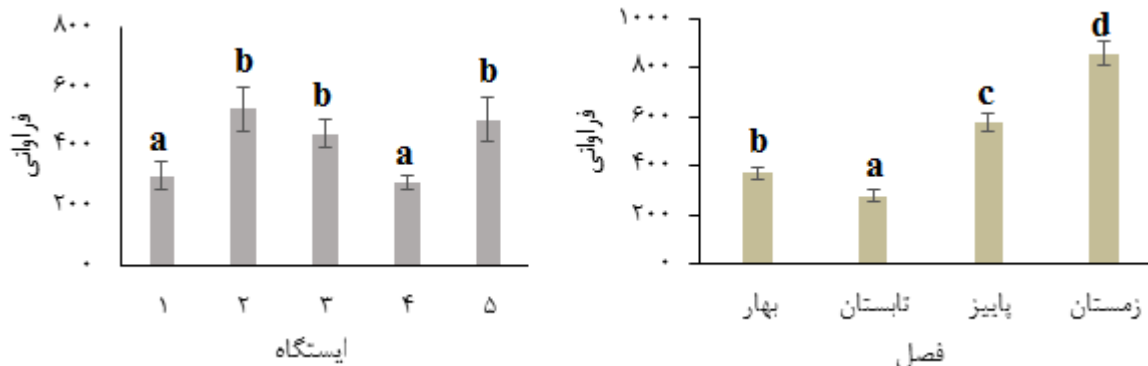 فراوانی
۸۰۰
۶۰۰
۴۰۰
۲۰۰
۰
a
b
b
a
b
۱ ۲ ۳ ۴ ۵
ایستگاه
فراوانی
۱۰۰۰
۸۰۰
۶۰۰
۴۰۰
۲۰۰
۰
b
a
c
d
بهار تابستان پاییز زمستان
فصل